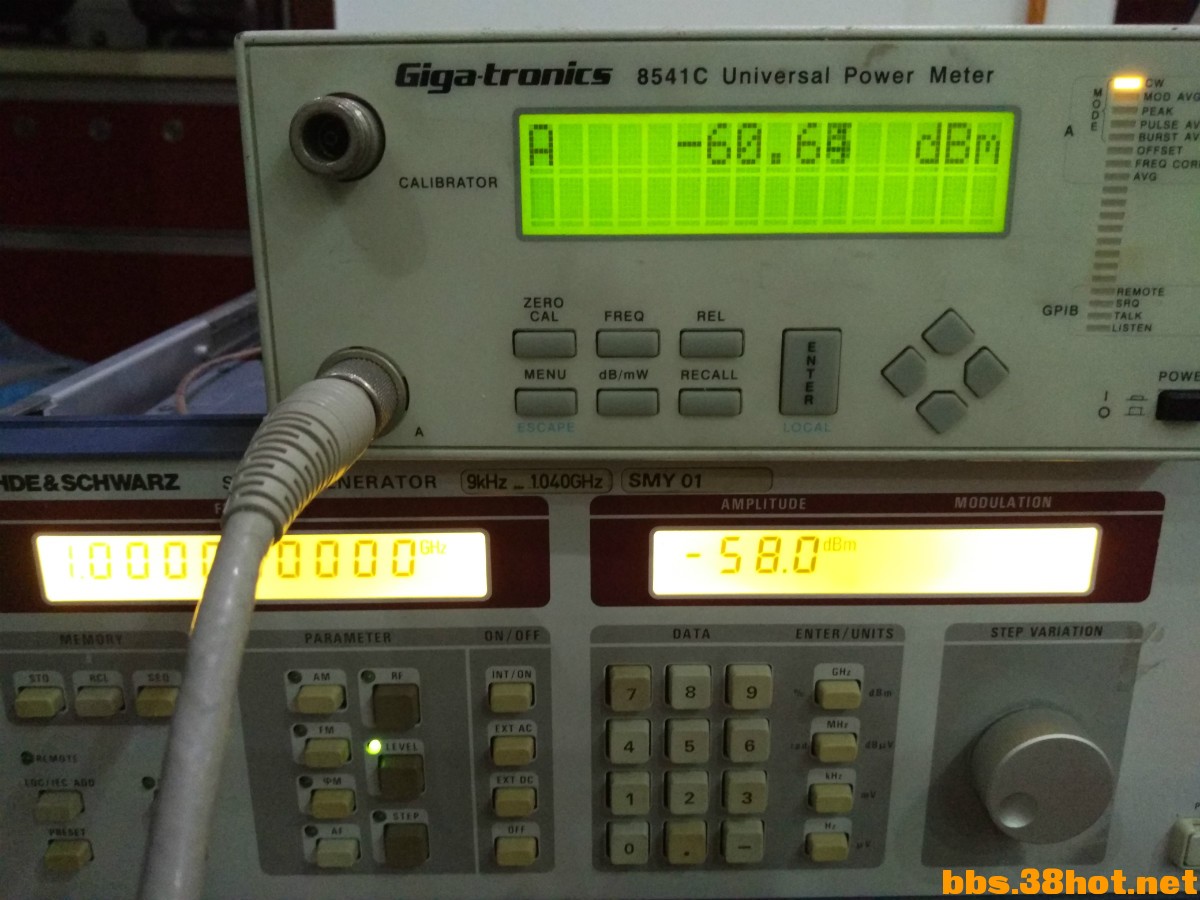 Giga-tronics 8541C Universal Power Meter
CALIBRATOR
A -60.6 dBm
MODE
A
CW
MOD AVG
PEAK
PULSE AV
BURST AV
OFFSET
FREQ COR
AVG
GPIB
REMOTE
SRQ
TALK
LISTEN
ZERO
CAL
FREQ
REL
MENU
dB/mW
RECALL
ESCAPE
ENTER
LOCAL
POWE
I
O
A
HDE&SCHWARZ
S
NERATOR
9kHz _ 1.040GHz
SMY 01
F
AMPLITUDE
MODULATION
1.000 0000 GHz
-58.0 dBm
MEMORY
PARAMETER
ON/OFF
DATA
ENTER/UNITS
STEP VARIATION
STO
RCL
SEQ
AM
RF
INT/ON
7
8
9
GHz
dBm
FM
LEVEL
EXT AC
4
5
6
MHz
dBµV
REMOTE
LOC/IEC ADD
φM
EXT DC
1
2
3
kHz
mV
PRESET
AF
STEP
OFF
0
.
–
Hz
µV
bbs.38hot.net